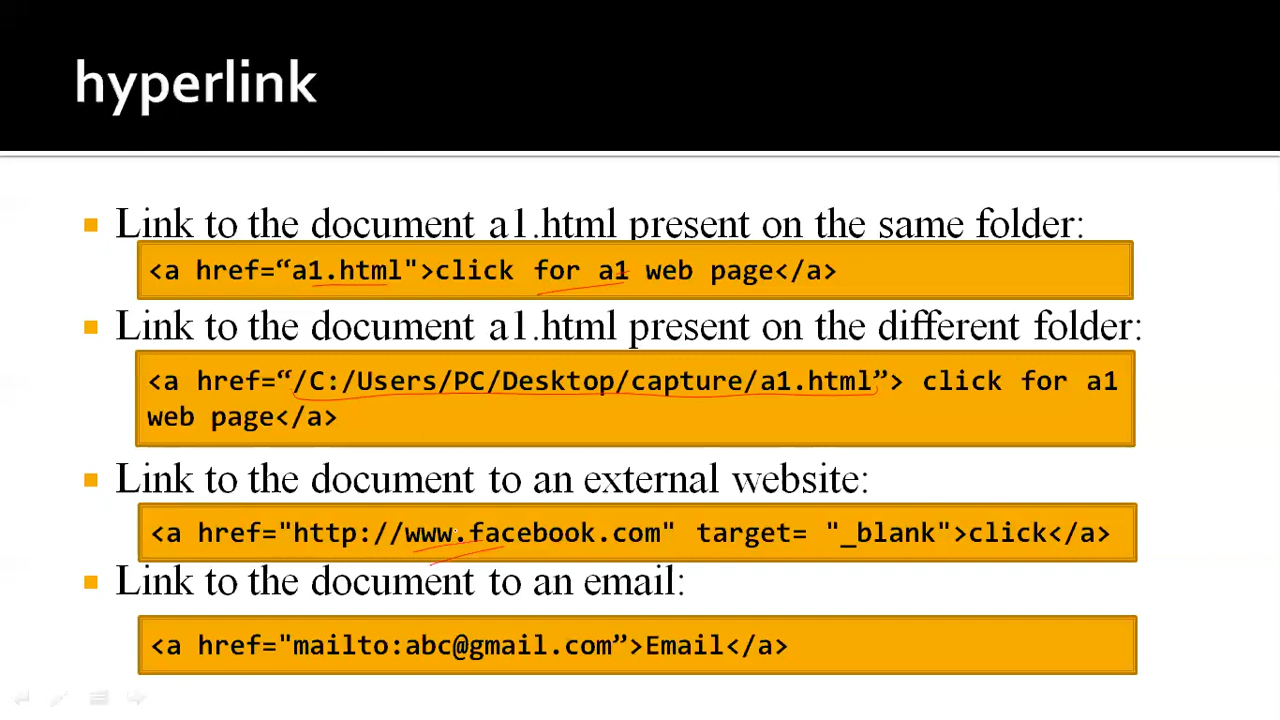 hyperlink
Link to the document a1.html present on the same folder:
<a href=“a1.html">click for a1 web page</a>
Link to the document a1.html present on the different folder:
<a href=“/C:/Users/PC/Desktop/capture/a1.html”> click for a1
web page</a>
Link to the document to an external website:
<a href="http://www.facebook.com" target= "_blank">click</a>
Link to the document to an email:
<a href="mailto:abc@gmail.com”>Email</a>